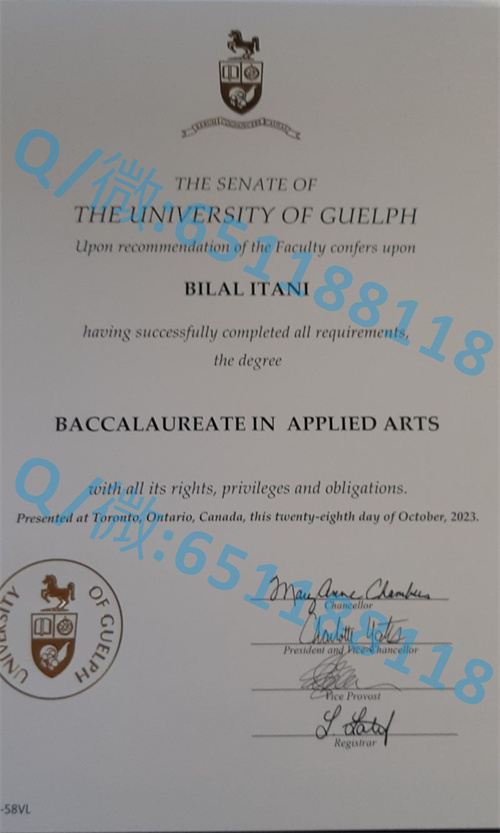 THE SENATE OF
THE UNIVERSITY OF GUELPH
Upon recommendation of the Faculty confers upon
BILAL ITANI
having successfully completed all requirements,
the degree
BACCALAUREATE IN APPLIED ARTS
with all its rights, privileges and obligations.
Presented at Toronto, Ontario, Canada, this twenty-eighth day of October, 2023.
Q/微:651188118
Q/微:651188118
UNIVERSITY OF GUELPH
Mary Anne Chambers
Chancellor
Charlotte Yates
President and Vice-Chancellor
Vice Provost
Registrar
-58VL